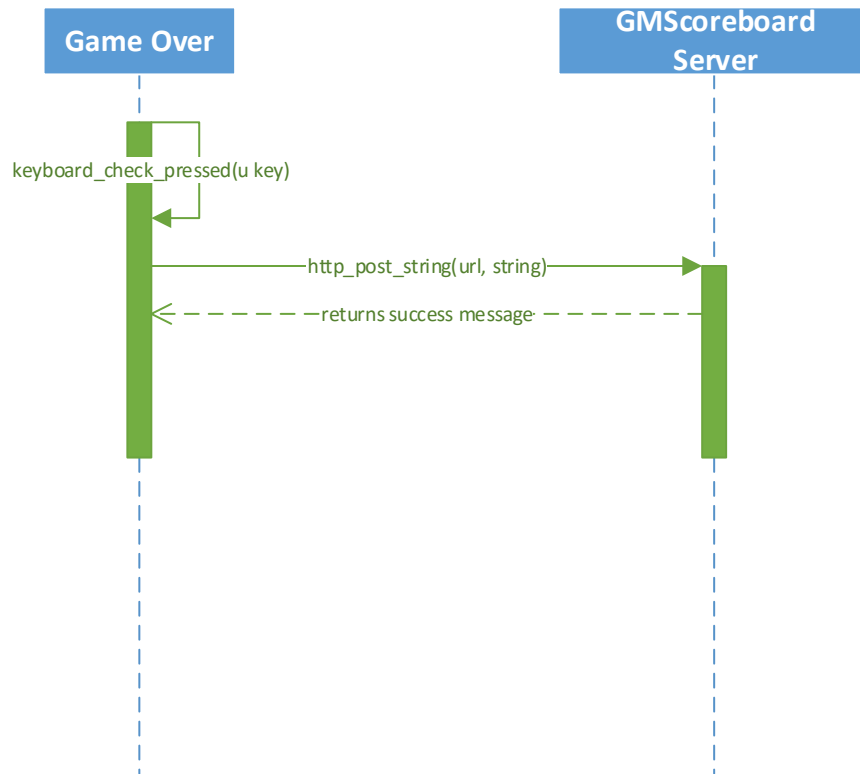 Game Over
GMScoreboard
Server
keyboard_check_pressed(u key)
http_post_string(url, string)
returns success message